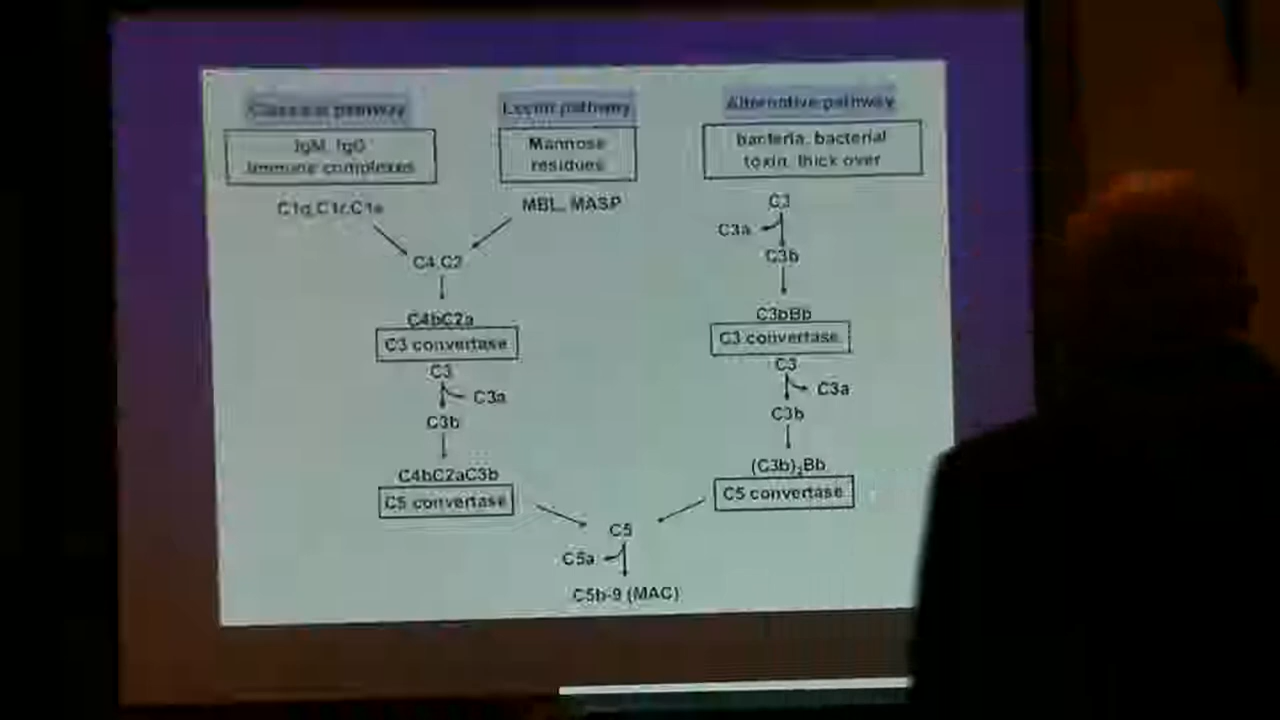 Classical pathway
IgM, IgG
immune complexes
C1q,C1r,C1s
Lectin pathway
Mannose
residues
MBL, MASP
C4,C2
C4bC2a
C3 convertase
C3
C3a
C3b
C4bC2aC3b
C5 convertase
Alternative pathway
bacteria, bacterial
toxin, thick over
C3
C3a
C3b
C3bBb
C3 convertase
C3
C3a
C3b
(C3b)₂Bb
C5 convertase
C5
C5a
C5b-9 (MAC)